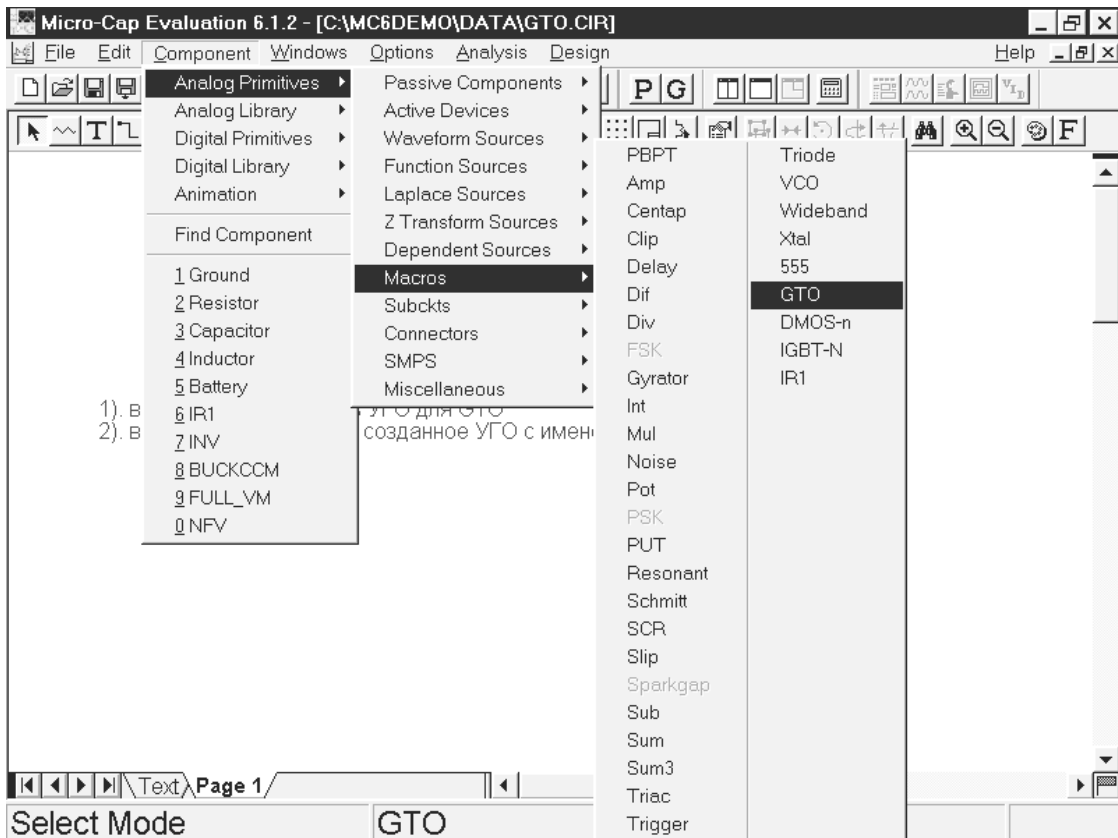 Micro-Cap Evaluation 6.1.2 - [C:\MC6DEMO\DATA\GTO.CIR]
File Edit Component Windows Options Analysis Design Help
P G
T F
Analog Primitives
Analog Library
Digital Primitives
Digital Library
Animation
Find Component
1 Ground
2 Resistor
3 Capacitor
4 Inductor
5 Battery
6 IR1
7 INV
8 BUCKCCM
9 FULL_VM
0 NFV
Passive Components
Active Devices
Waveform Sources
Function Sources
Laplace Sources
Z Transform Sources
Dependent Sources
Macros
Subckts
Connectors
SMPS
Miscellaneous
PBPT
Amp
Centap
Clip
Delay
Dif
Div
FSK
Gyrator
Int
Mul
Noise
Pot
PSK
PUT
Resonant
Schmitt
SCR
Slip
Sparkgap
Sub
Sum
Sum3
Triac
Trigger
Triode
VCO
Wideband
Xtal
555
GTO
DMOS-n
IGBT-N
IR1
1). в УГО для GTO
2). в созданное УГО с
Text Page 1
Select Mode GTO